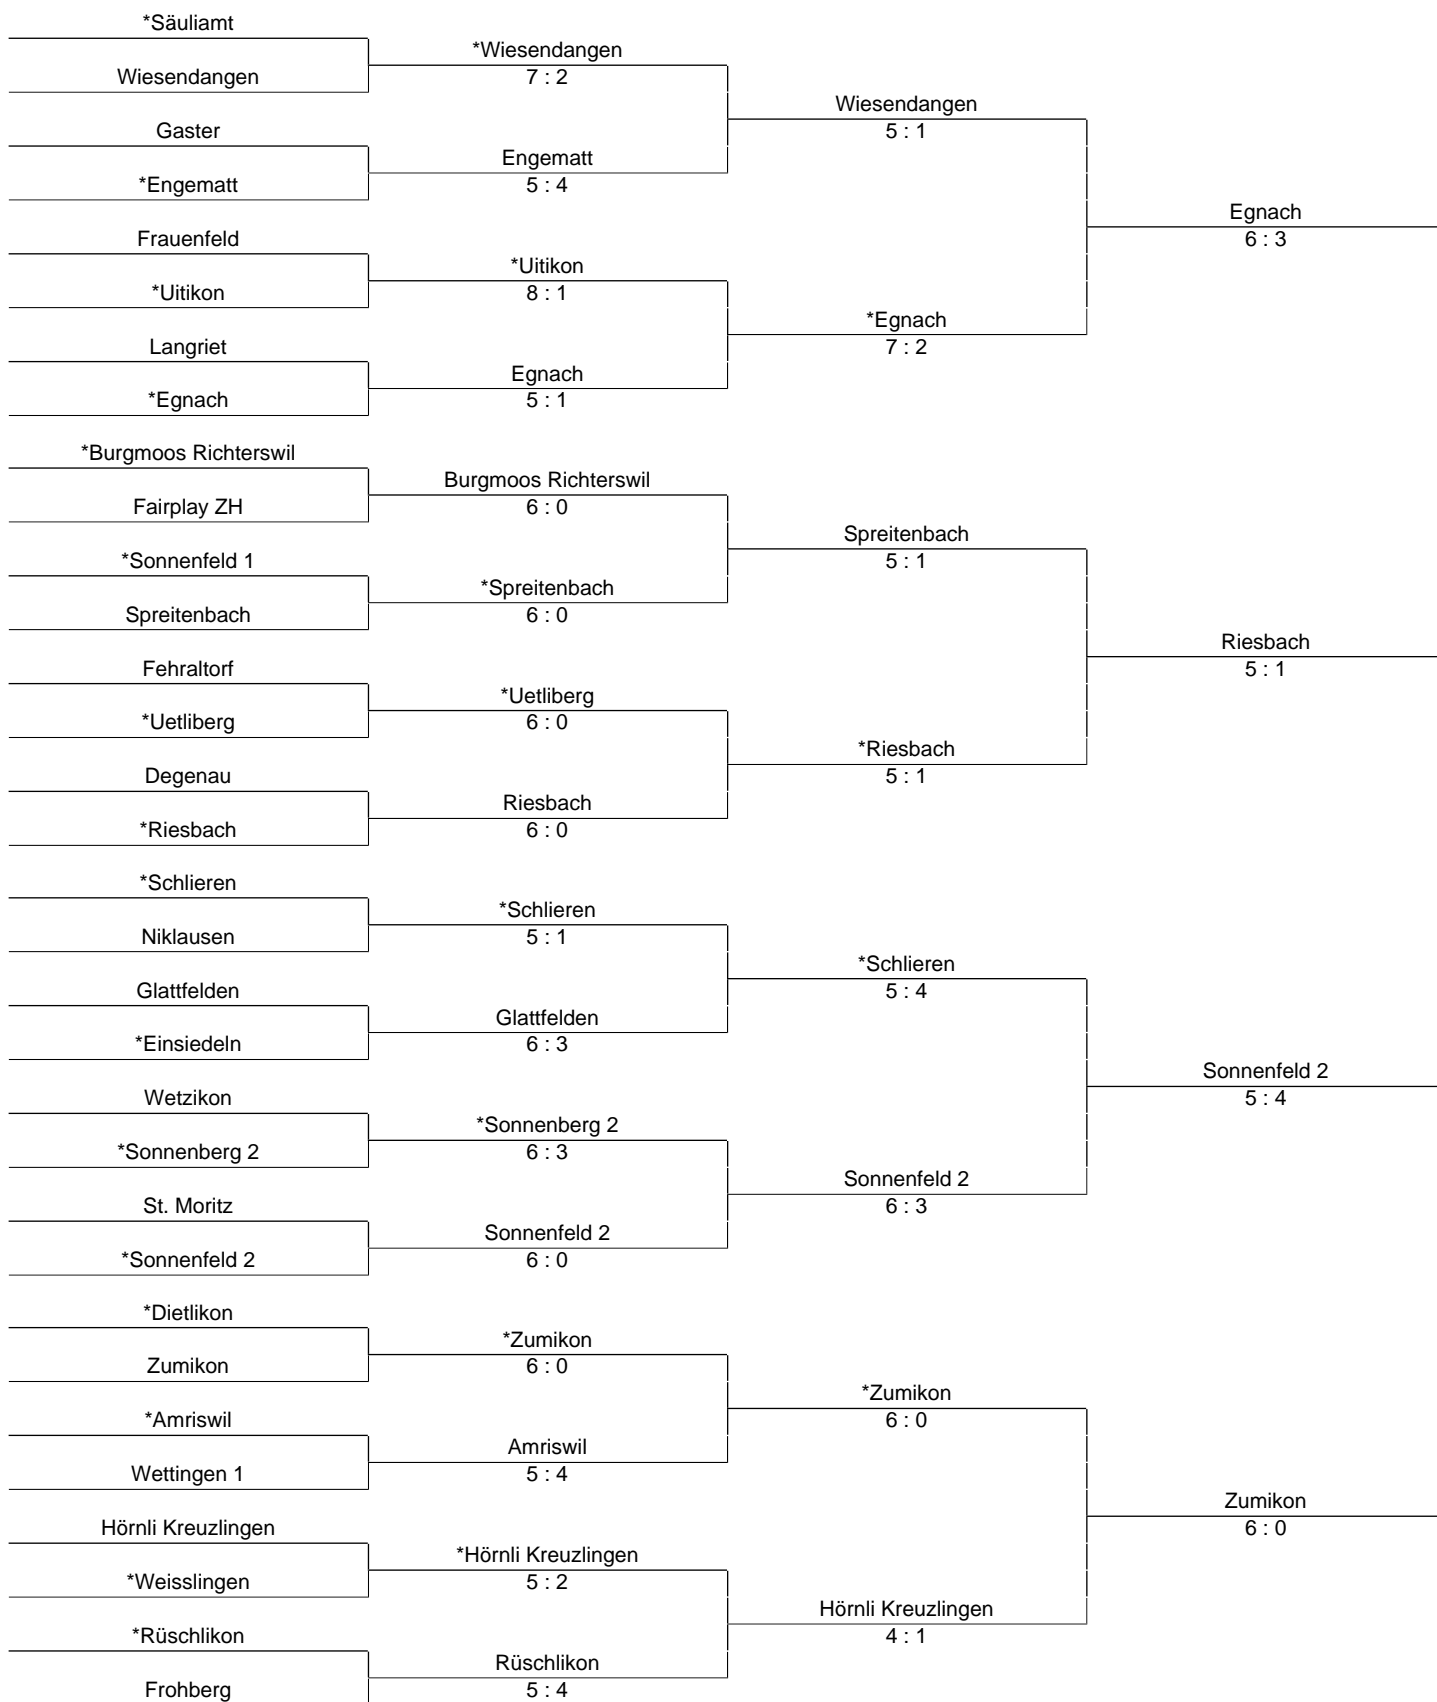 *Säuliamt
Wiesendangen
Gaster
*Engematt
Frauenfeld
*Uitikon
Langriet
*Egnach
*Burgmoos Richterswil
Fairplay ZH
*Sonnenfeld 1
Spreitenbach
Fehraltorf
*Uetliberg
Degenau
*Riesbach
*Schlieren
Niklausen
Glattfelden
*Einsiedeln
Wetzikon
*Sonnenberg 2
St. Moritz
*Sonnenfeld 2
*Dietlikon
Zumikon
*Amriswil
Wettingen 1
Hörnli Kreuzlingen
*Weisslingen
*Rüschlikon
Frohberg
*Wiesendangen
7 : 2
Engematt
5 : 4
*Uitikon
8 : 1
Egnach
5 : 1
Burgmoos Richterswil
6 : 0
*Spreitenbach
6 : 0
*Uetliberg
6 : 0
Riesbach
6 : 0
*Schlieren
5 : 1
Glattfelden
6 : 3
*Sonnenberg 2
6 : 3
Sonnenfeld 2
6 : 0
*Zumikon
6 : 0
Amriswil
5 : 4
*Hörnli Kreuzlingen
5 : 2
Rüschlikon
5 : 4
Wiesendangen
5 : 1
*Egnach
7 : 2
Spreitenbach
5 : 1
*Riesbach
5 : 1
*Schlieren
5 : 4
Sonnenfeld 2
6 : 3
*Zumikon
6 : 0
Hörnli Kreuzlingen
4 : 1
Egnach
6 : 3
Riesbach
5 : 1
Sonnenfeld 2
5 : 4
Zumikon
6 : 0